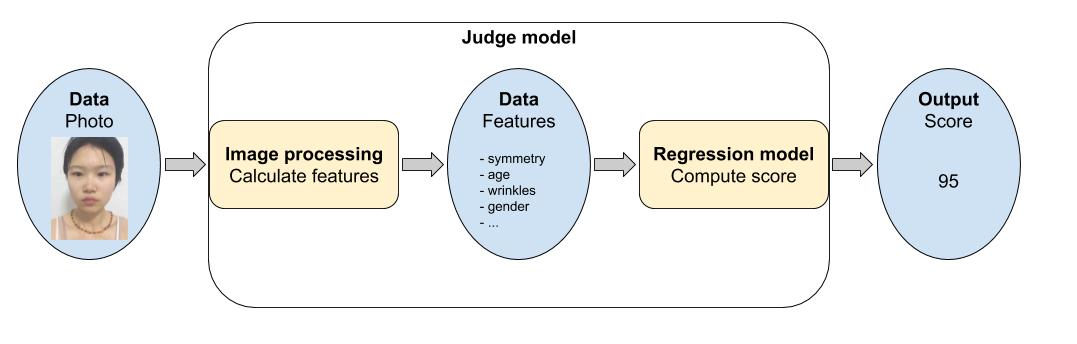 Judge model
Data
Photo
Image processing
Calculate features
Data
Features
- symmetry
- age
- wrinkles
- gender
- ...
Regression model
Compute score
Output
Score
95